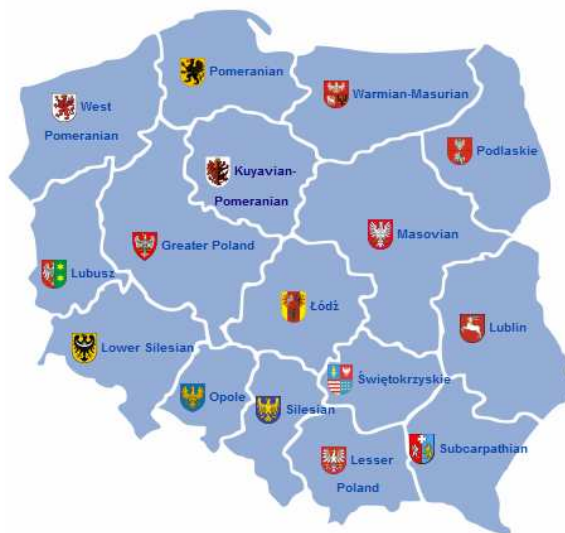 Pomeranian
West
Pomeranian
Warmian-Masurian
Podlaskie
Kuyavian-
Pomeranian
Masovian
Greater Poland
Lubusz
Łódź
Lublin
Lower Silesian
Świętokrzyskie
Opole
Silesian
Subcarpathian
Lesser
Poland